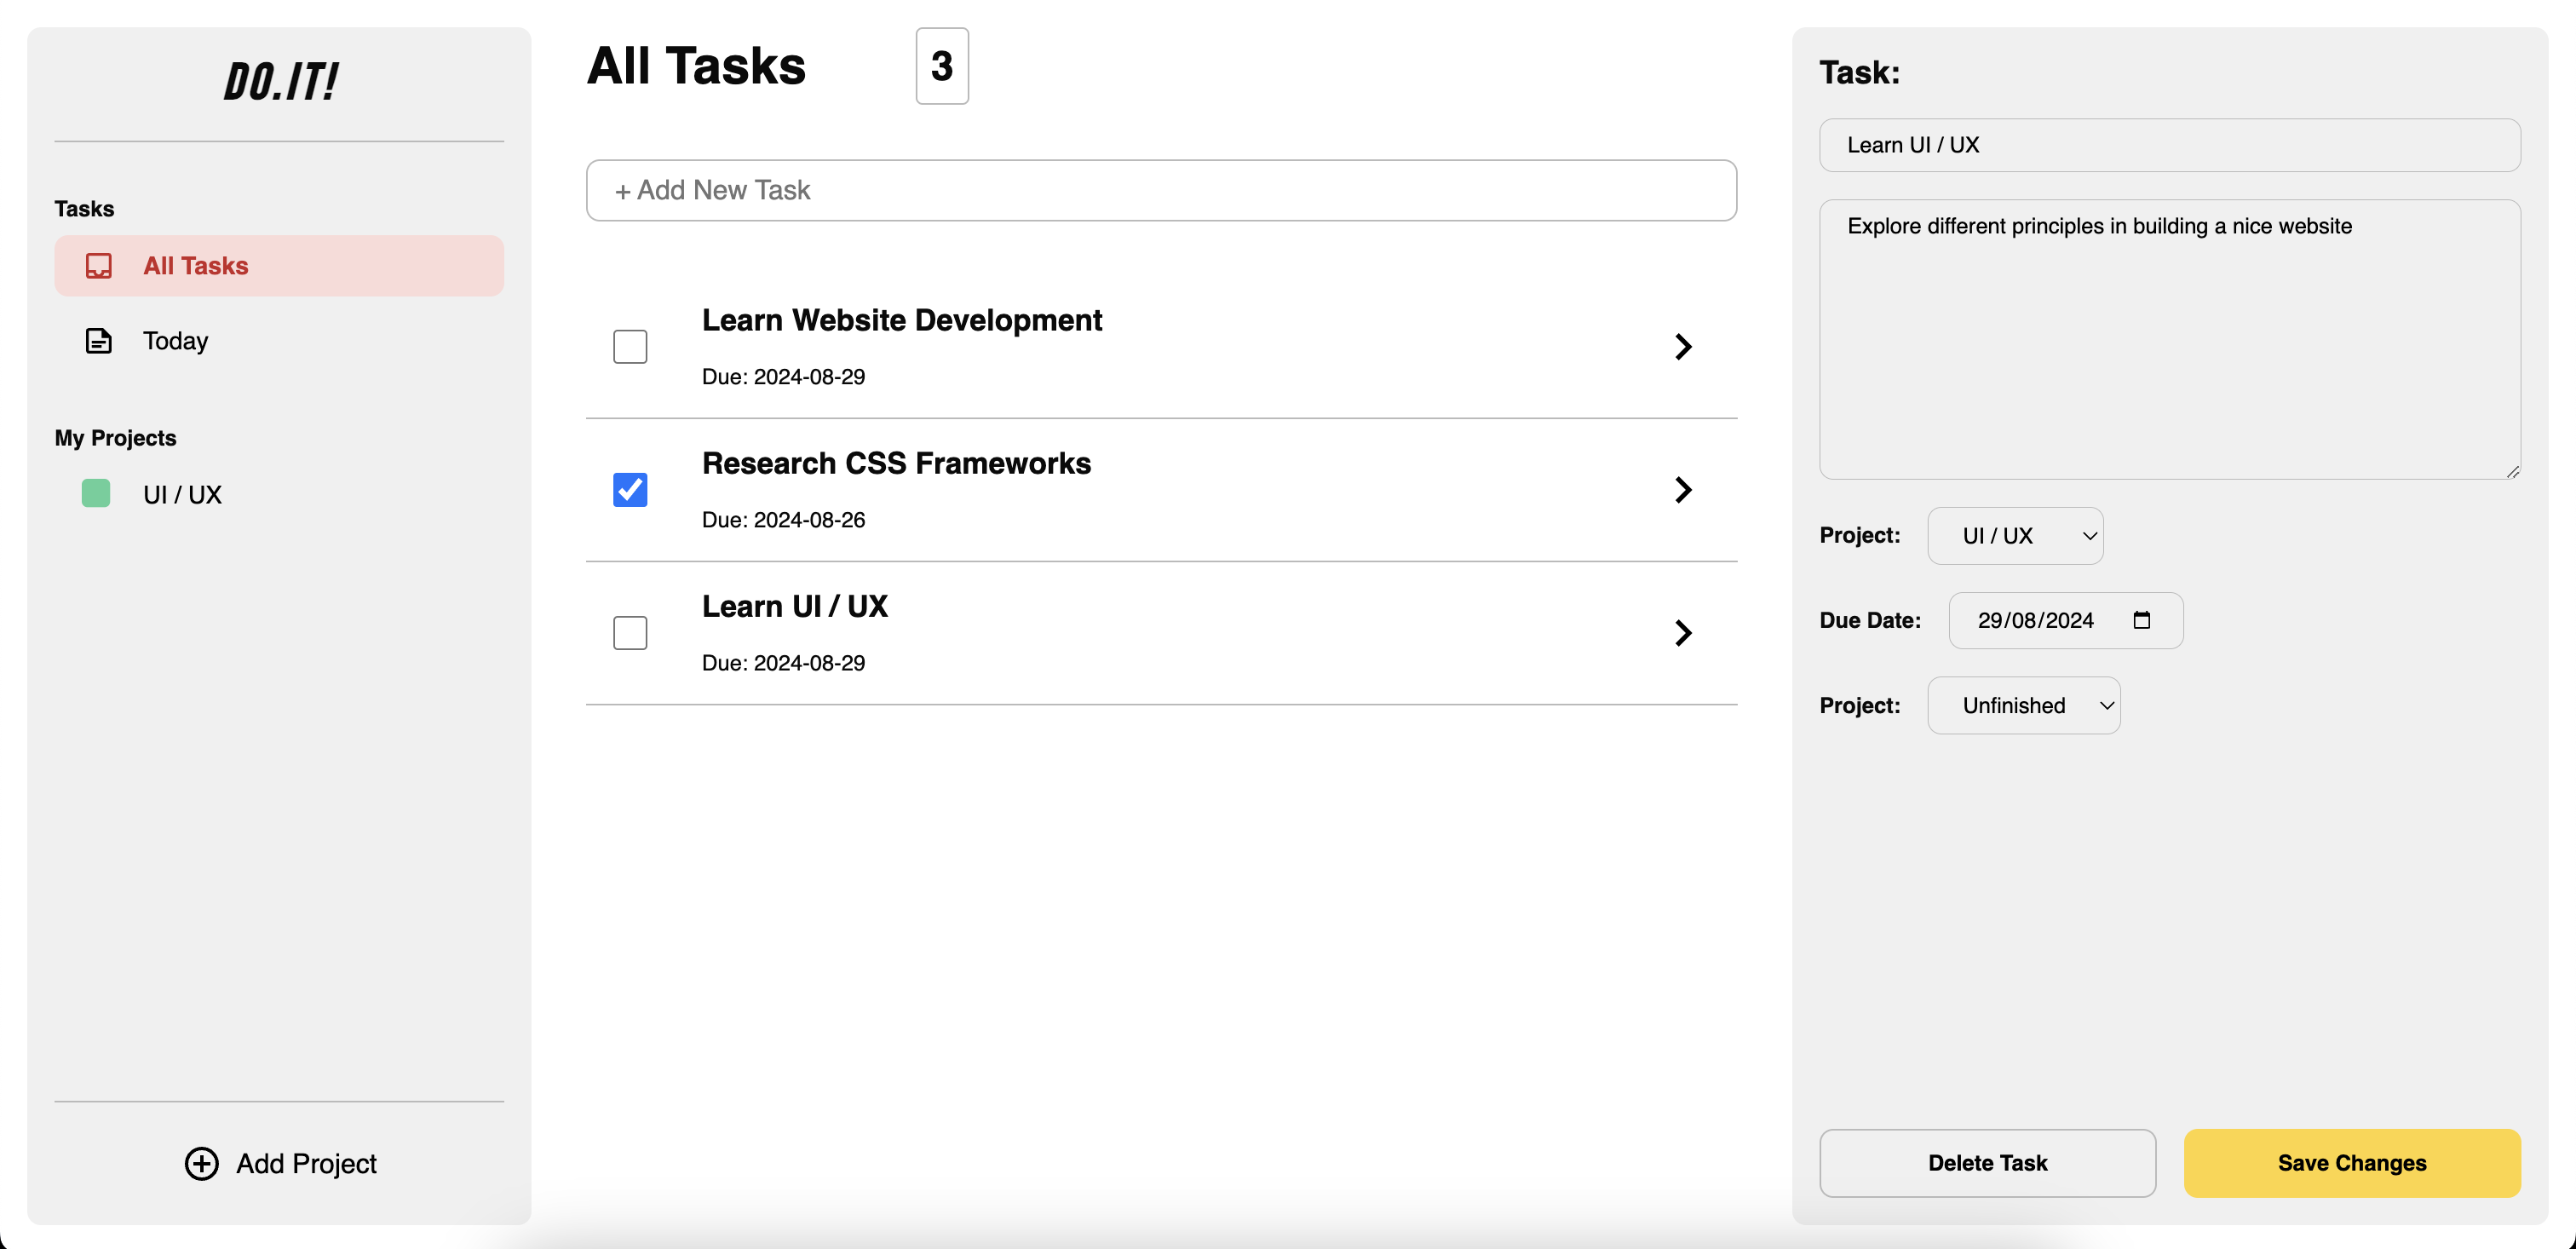 DO.IT!
Tasks
All Tasks
Today
My Projects
UI / UX
Add Project
All Tasks
3
+ Add New Task
Learn Website Development
Due: 2024-08-29
Research CSS Frameworks
Due: 2024-08-26
Learn UI / UX
Due: 2024-08-29
Task:
Learn UI / UX
Explore different principles in building a nice website
Project: UI / UX
Due Date: 29/08/2024
Project: Unfinished
Delete Task
Save Changes